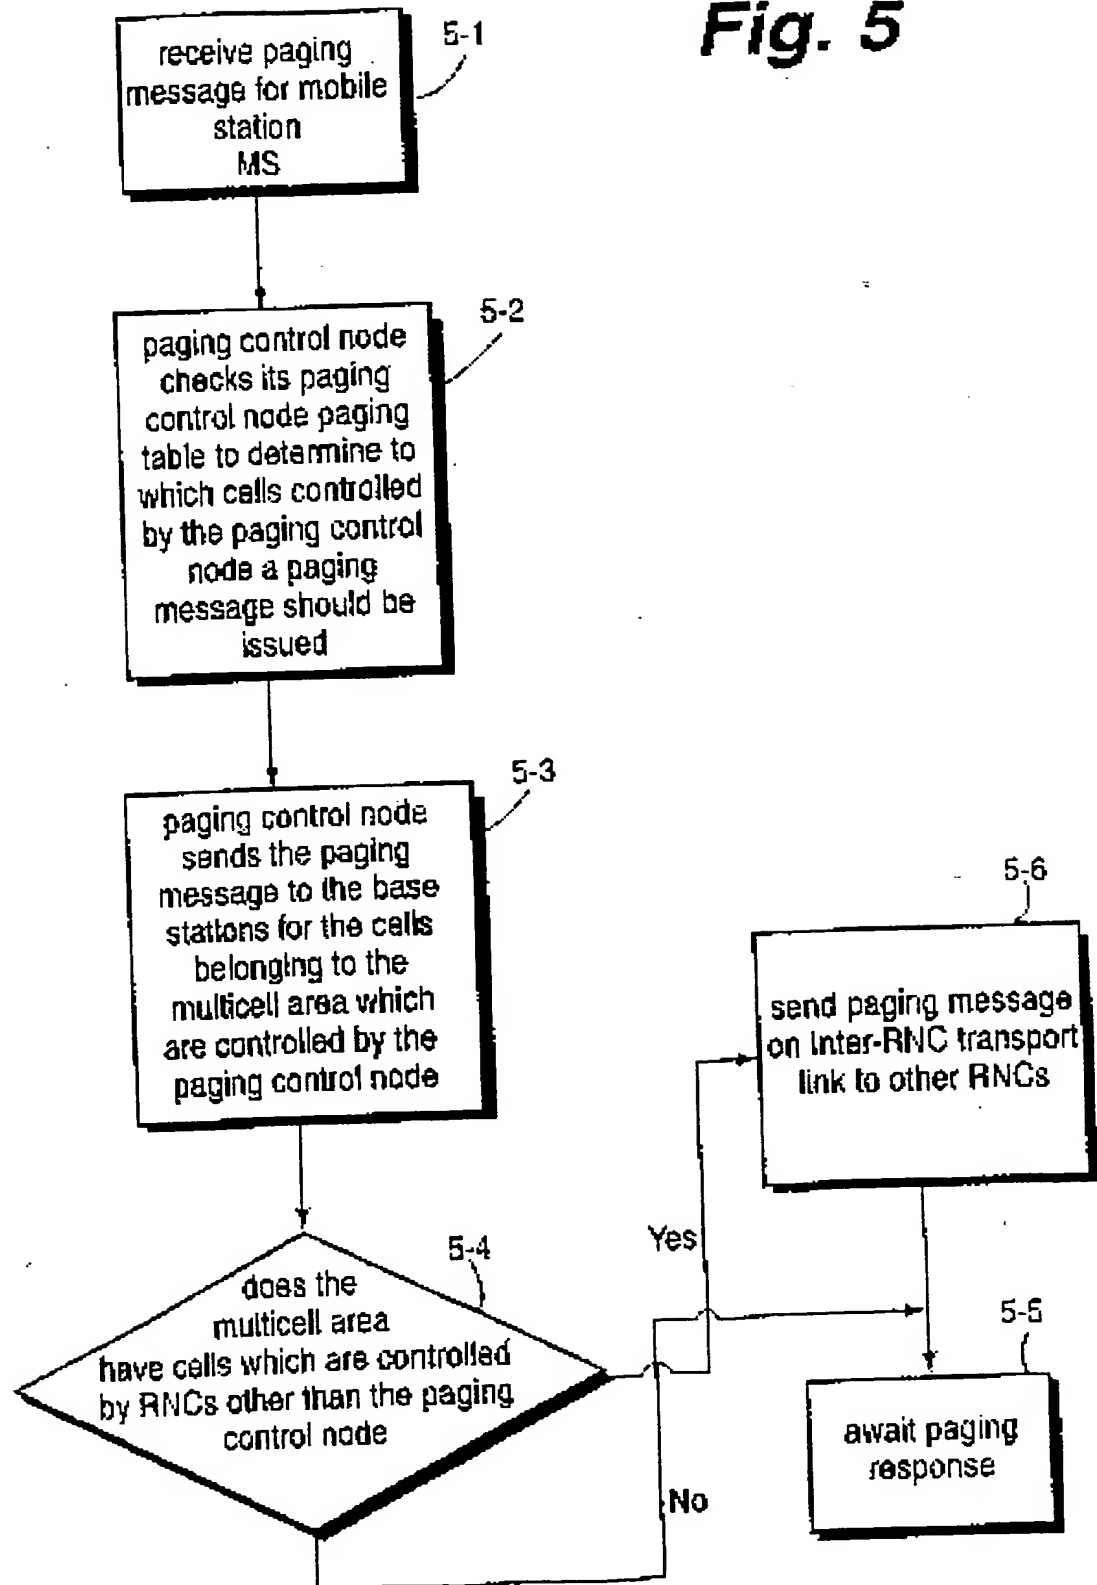 Fig. 5
5-1
receive paging
message for mobile
station
MS
5-2
paging control node
checks its paging
control node paging
table to determine to
which cells controlled
by the paging control
node a paging
message should be
issued
5-3
paging control node
sends the paging
message to the base
stations for the cells
belonging to the
multicell area which
are controlled by the
paging control node
5-4
does the
multicell area
have cells which are controlled
by RNCs other than the paging
control node
Yes
No
5-6
send paging message
on Inter-RNC transport
link to other RNCs
5-5
await paging
response